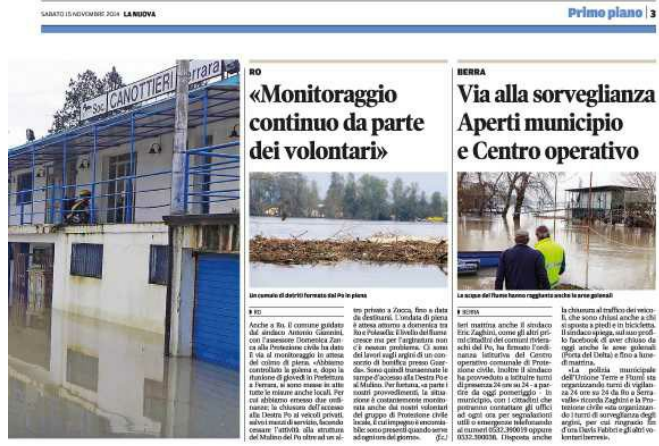 SABATO 15 NOVEMBRE 2014 LA NUOVA
Primo piano | 3
Soc. CANOTTIERI Ferrara
RO
«Monitoraggio
continuo da parte
dei volontari»
Un cumulo di detriti formato dal Po in piena
RO
Anche a Ro, il comune guidato
dal sindaco Antonio Giannini,
con l'assessore Domenica Zan-
ca alla Protezione civile ha dato
il via al monitoraggio in attesa
del colmo di piena. «Abbiamo
controllato la golena e, dopo la
riunione di giovedì in Prefettura
a Ferrara, si sono messe in atto
tutte le misure anche locali. Per
cui abbiamo emesso due ordi-
nanze: la chiusura dell'accesso
alla Destra Po ai veicoli privati,
salvo i mezzi di servizio, facendo
cessare l'attività alla struttura
del Mulino del Po oltre ad un al-
tro privato a Zocca, fino a data
da destinarsi. L'ondata di piena
è attesa attorno a domenica tra
Ro e Polesella; il livello del fiume
cresce ma per l'arginatura non
c'è nessun problema. Ci sono
dei lavori sugli argini di un con-
sorzio di bonifica presso Guar-
da». Sono quindi transennate le
rampe d'accesso alla Destra Po e
al Mulino. Per fortuna, «a parte i
nostri provvedimenti, la situa-
zione è costantemente monito-
rata anche dai nostri volontari
del gruppo di Protezione civile
locale, il cui impegno è encomia-
bile: sono presenti quando serve
ad ogni ora del giorno».
BERRA
Via alla sorveglianza
Aperti municipio
e Centro operativo
Le acque del fiume hanno raggiunto anche le aree golenali
BERRA
Ieri mattina anche il sindaco
Eric Zaghini, come gli altri pri-
mi cittadini dei comuni riviera-
schi del Po, ha firmato l'ordi-
nanza istitutiva del Centro
operativo comunale di Prote-
zione civile. Inoltre il sindaco
ha provveduto a istituire turni
di presenza 24 ore su 24 - a par-
tire da oggi pomeriggio - in
municipio, con i cittadini che
potranno contattare gli uffici
ad ogni ora per segnalazioni
utili o emergenze telefonando
ai numeri 0532.390019 oppure
0532.390038. Disposta anche
la chiusura al traffico dei veico-
li, che sono chiusi anche a chi
si sposta a piedi e in bicicletta.
Il sindaco spiega, sul suo profi-
lo facebook di aver chiuso da
oggi anche le aree golenali
(Porta del Delta) e fino a lune-
dì mattina.
«La polizia municipale
dell'Unione Terre e Fiumi sta
organizzando turni di vigilan-
za 24 ore su 24 da Ro a Serra-
valle» ricorda Zaghini e la Pro-
tezione civile «sta organizzan-
do turni di sorveglianza degli
argini, per cui ringrazio fin
d'ora Davis Fabbri e gli altri vo-
lontari berresi».